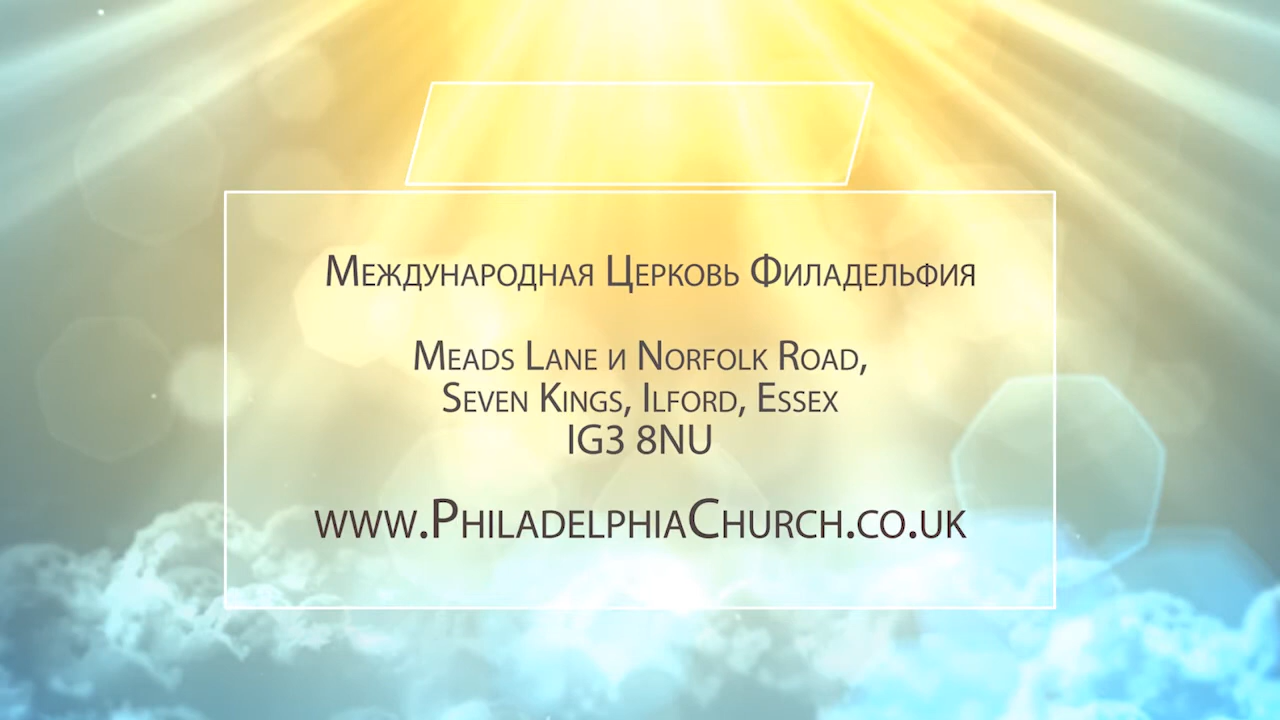 Международная Церковь Филадельфия
Meads Lane и Norfolk Road,
Seven Kings, Ilford, Essex
IG3 8NU
www.PhiladelphiaChurch.co.uk